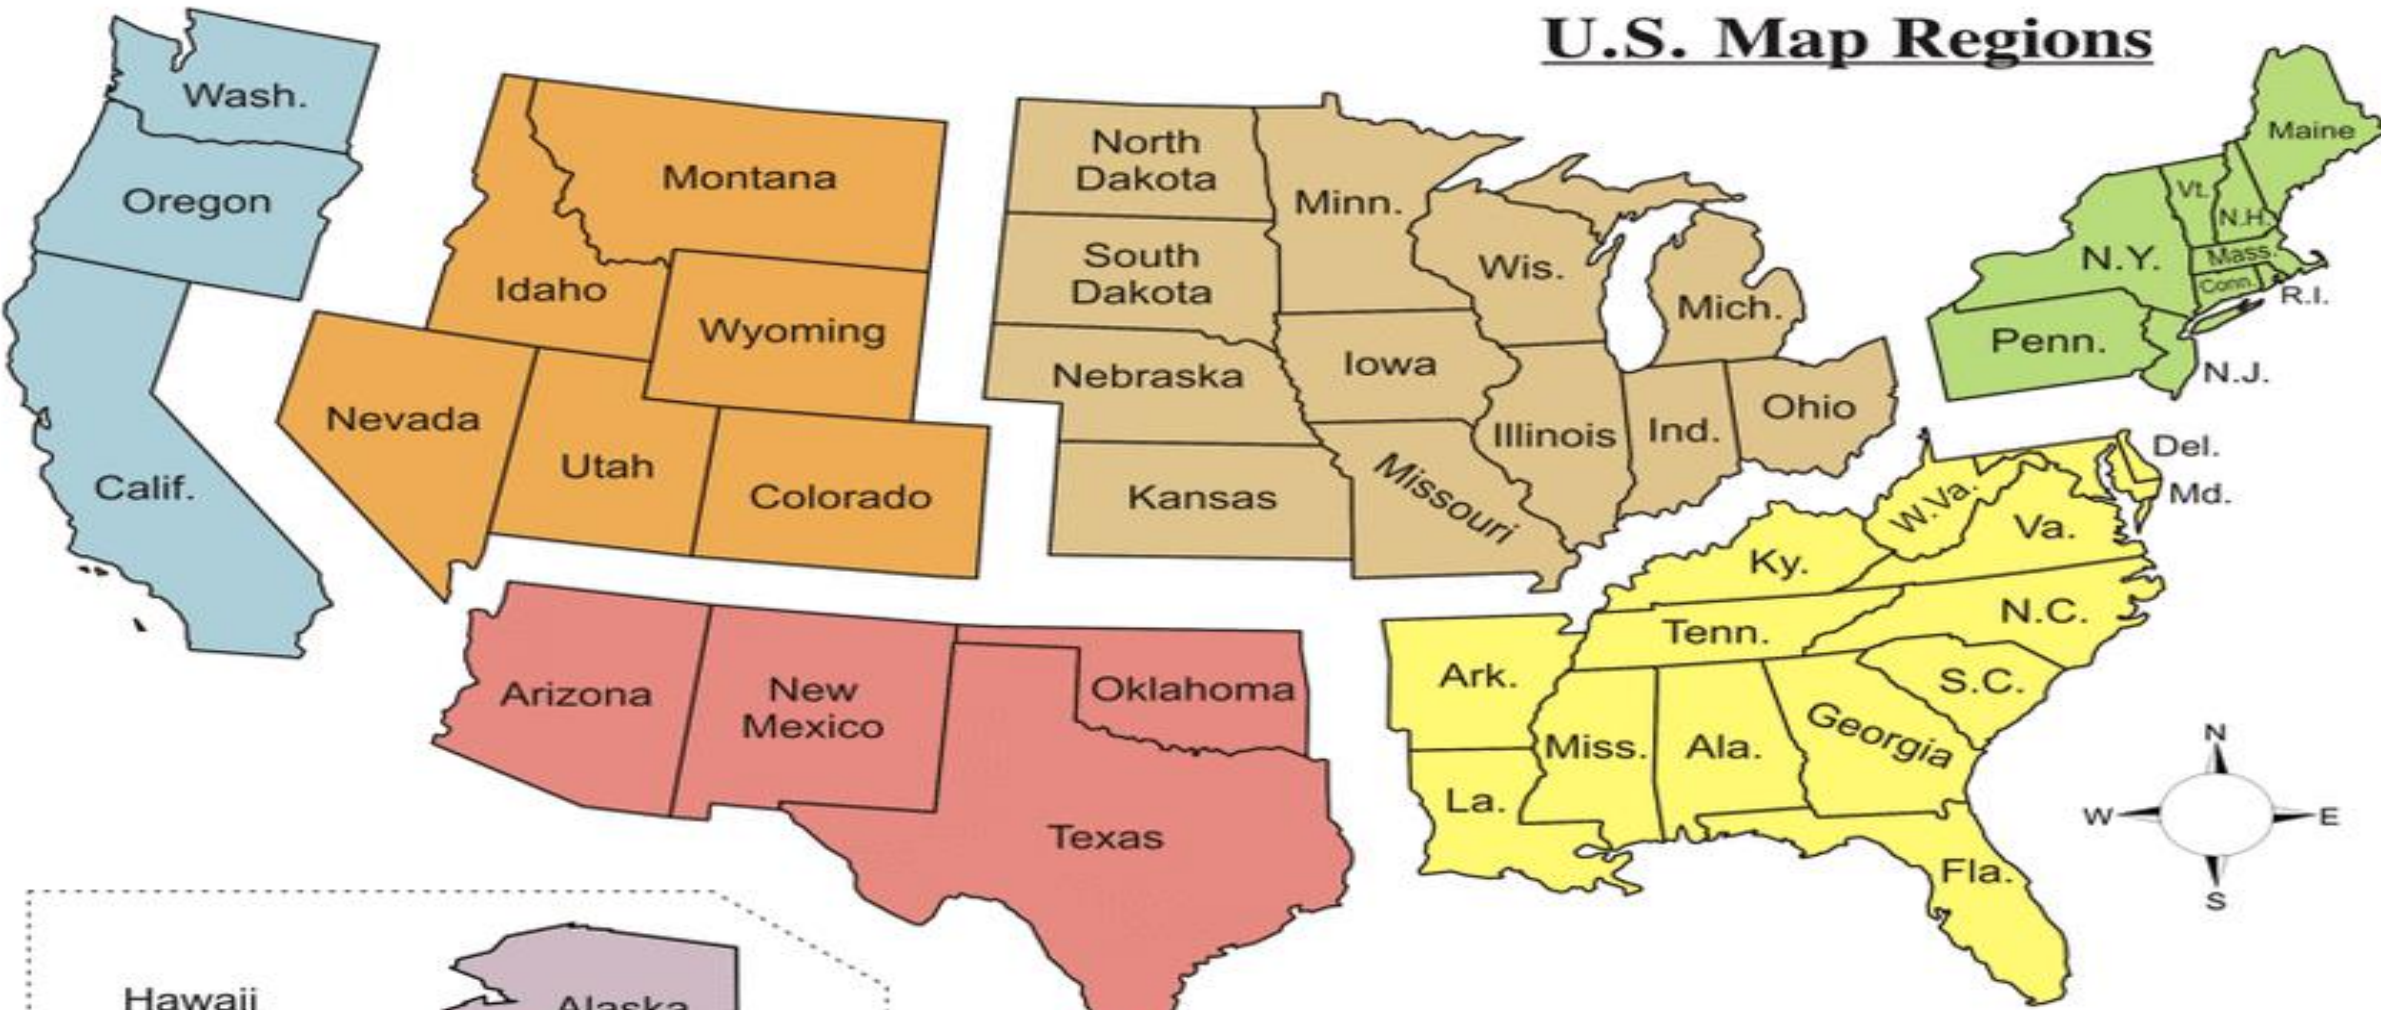 U.S. Map Regions
Wash.
Oregon
Calif.
Montana
Idaho
Wyoming
Nevada
Utah
Colorado
North
Dakota
South
Dakota
Nebraska
Kansas
Minn.
Iowa
Missouri
Wis.
Illinois
Mich.
Ind.
Ohio
Maine
Vt.
N.H.
N.Y.
Mass.
Conn.
R.I.
Penn.
N.J.
Del.
Md.
W.Va.
Va.
Ky.
N.C.
Tenn.
S.C.
Ark.
Miss.
Ala.
Georgia
La.
Fla.
Arizona
New
Mexico
Oklahoma
Texas
N
W
E
S
Hawaii
Alaska